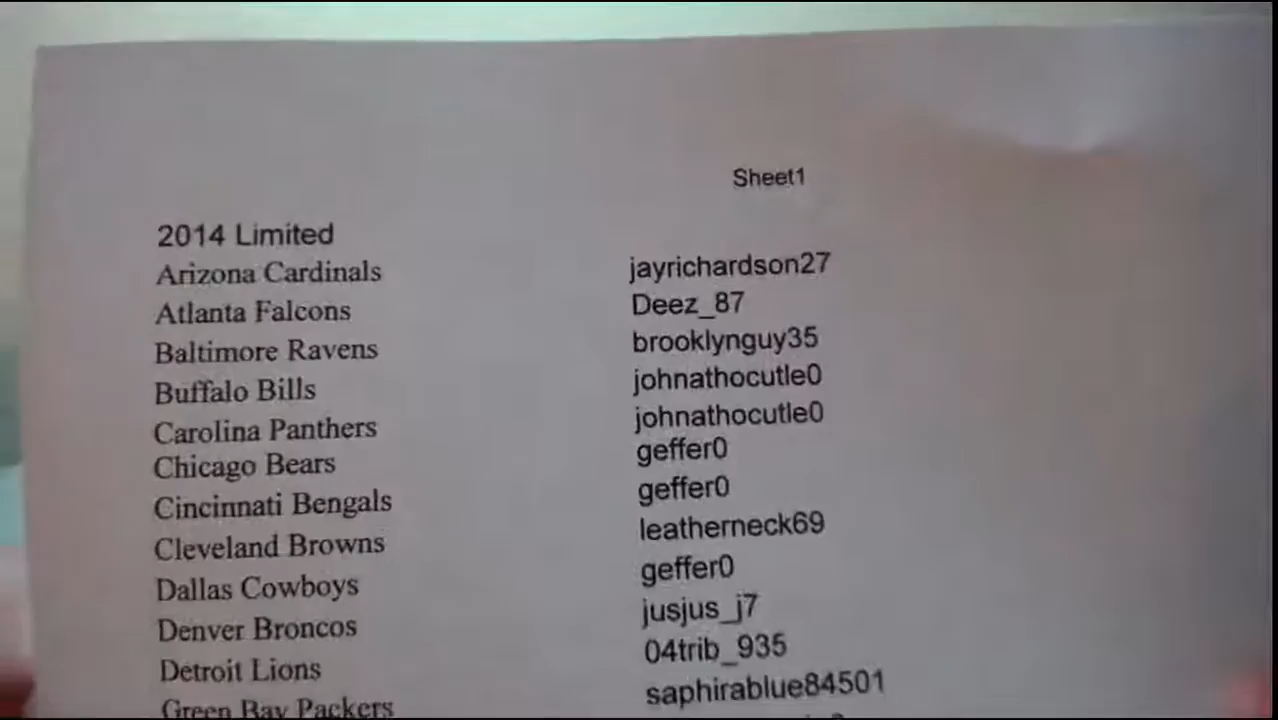 Sheet1
2014 Limited
Arizona Cardinals jayrichardson27
Atlanta Falcons Deez_87
Baltimore Ravens brooklynguy35
Buffalo Bills johnathocutle0
Carolina Panthers johnathocutle0
Chicago Bears geffer0
Cincinnati Bengals geffer0
Cleveland Browns leatherneck69
Dallas Cowboys geffer0
Denver Broncos jusjus_j7
Detroit Lions 04trib_935
Green Bay Packers saphirablue84501